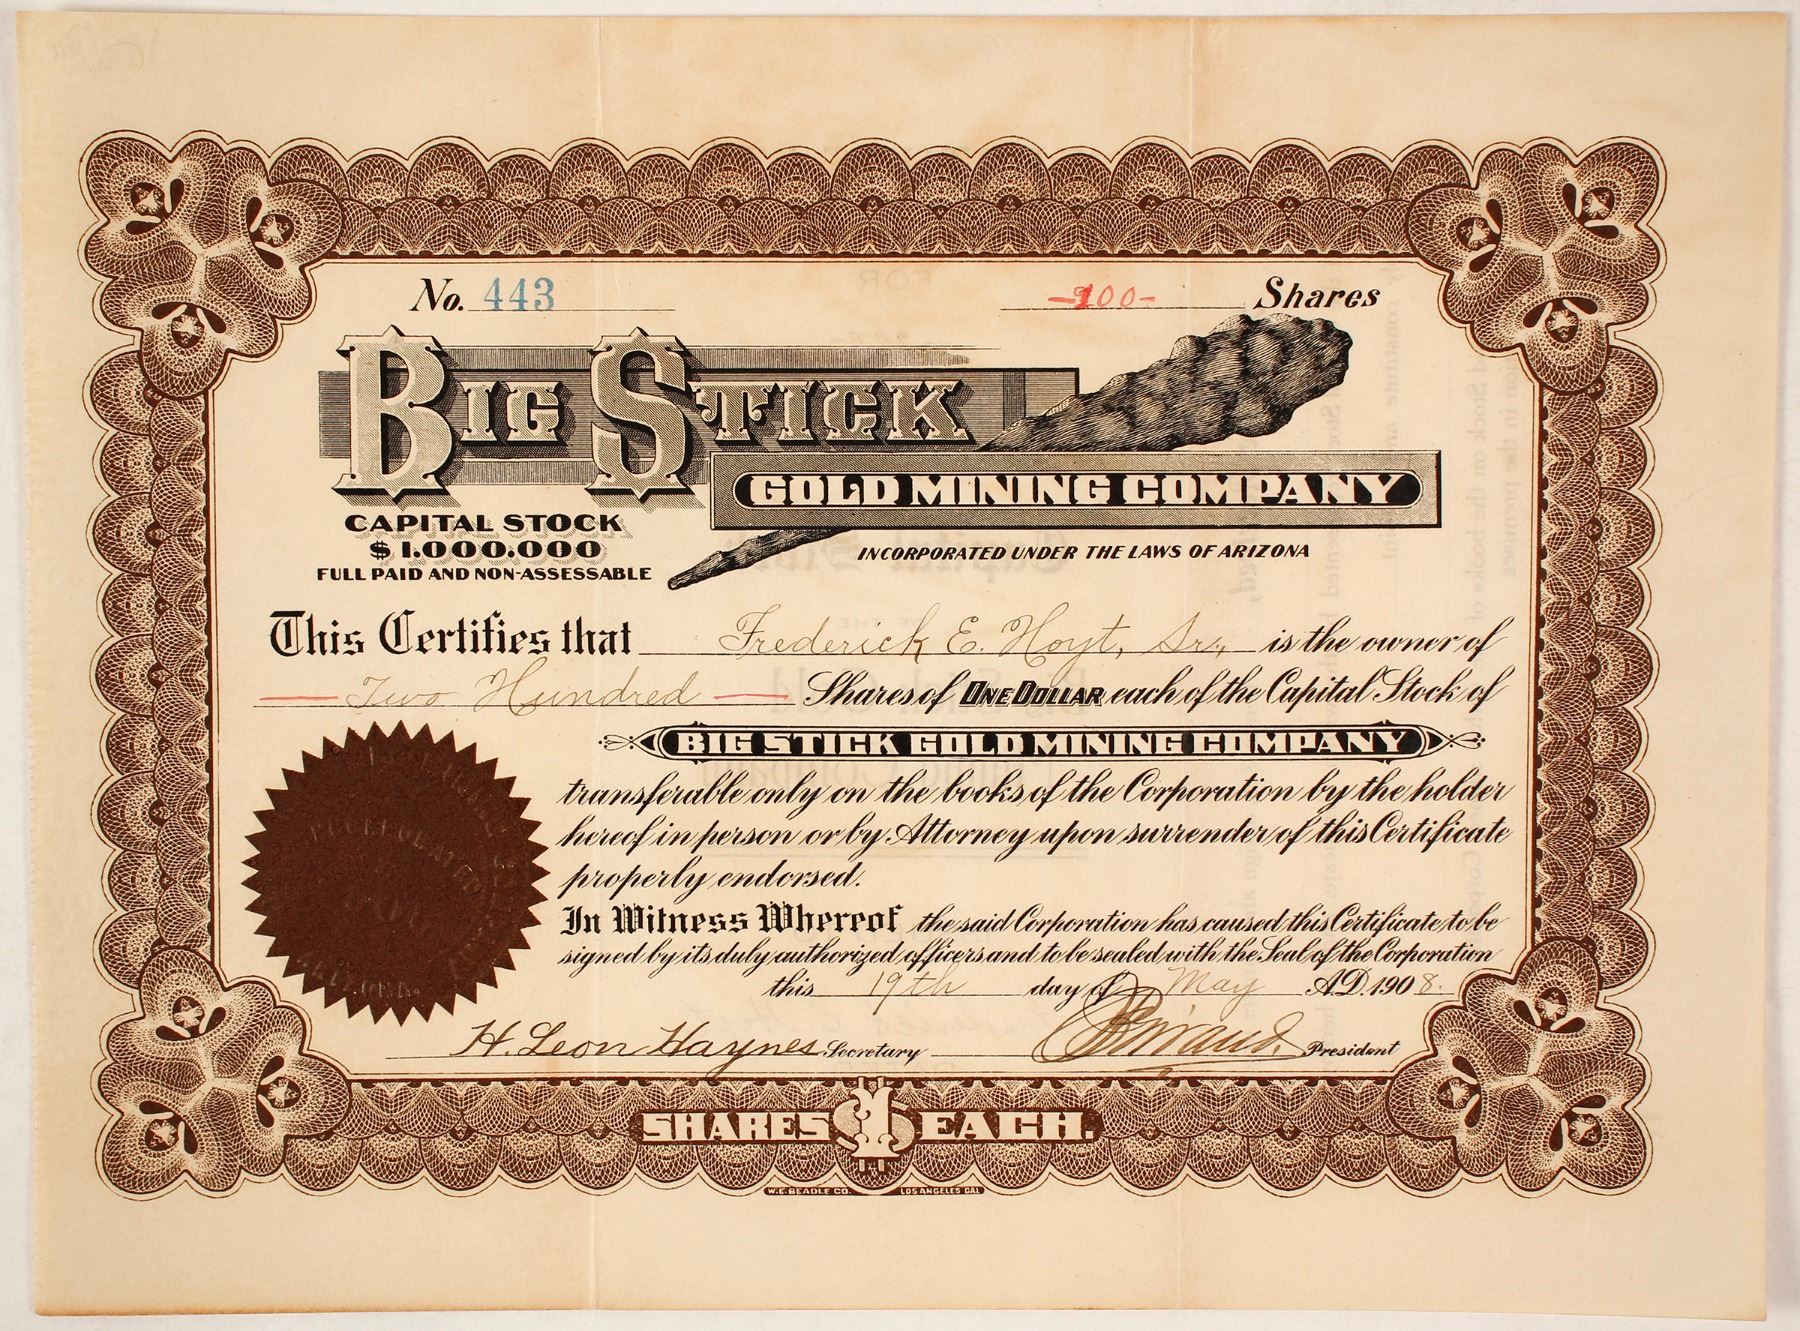 No. 443
-200- Shares
BIG STICK
GOLD MINING COMPANY
CAPITAL STOCK
$1.000.000
FULL PAID AND NON-ASSESSABLE
INCORPORATED UNDER THE LAWS OF ARIZONA
This Certifies that Frederick E. Hoyt, Sr., is the owner of
— Two Hundred — Shares of ONE DOLLAR each of the Capital Stock of
BIG STICK GOLD MINING COMPANY
transferable only on the books of the Corporation by the holder
hereof in person or by Attorney upon surrender of this Certificate
properly endorsed.
In Witness Whereof the said Corporation has caused this Certificate to be
signed by its duly authorized officers and to be sealed with the Seal of the Corporation
this 19th day of May A.D. 1908.
H. Leon Haynes Secretary
President
SHARES $1 EACH.
W.E. BEADLE CO. LOS ANGELES CAL